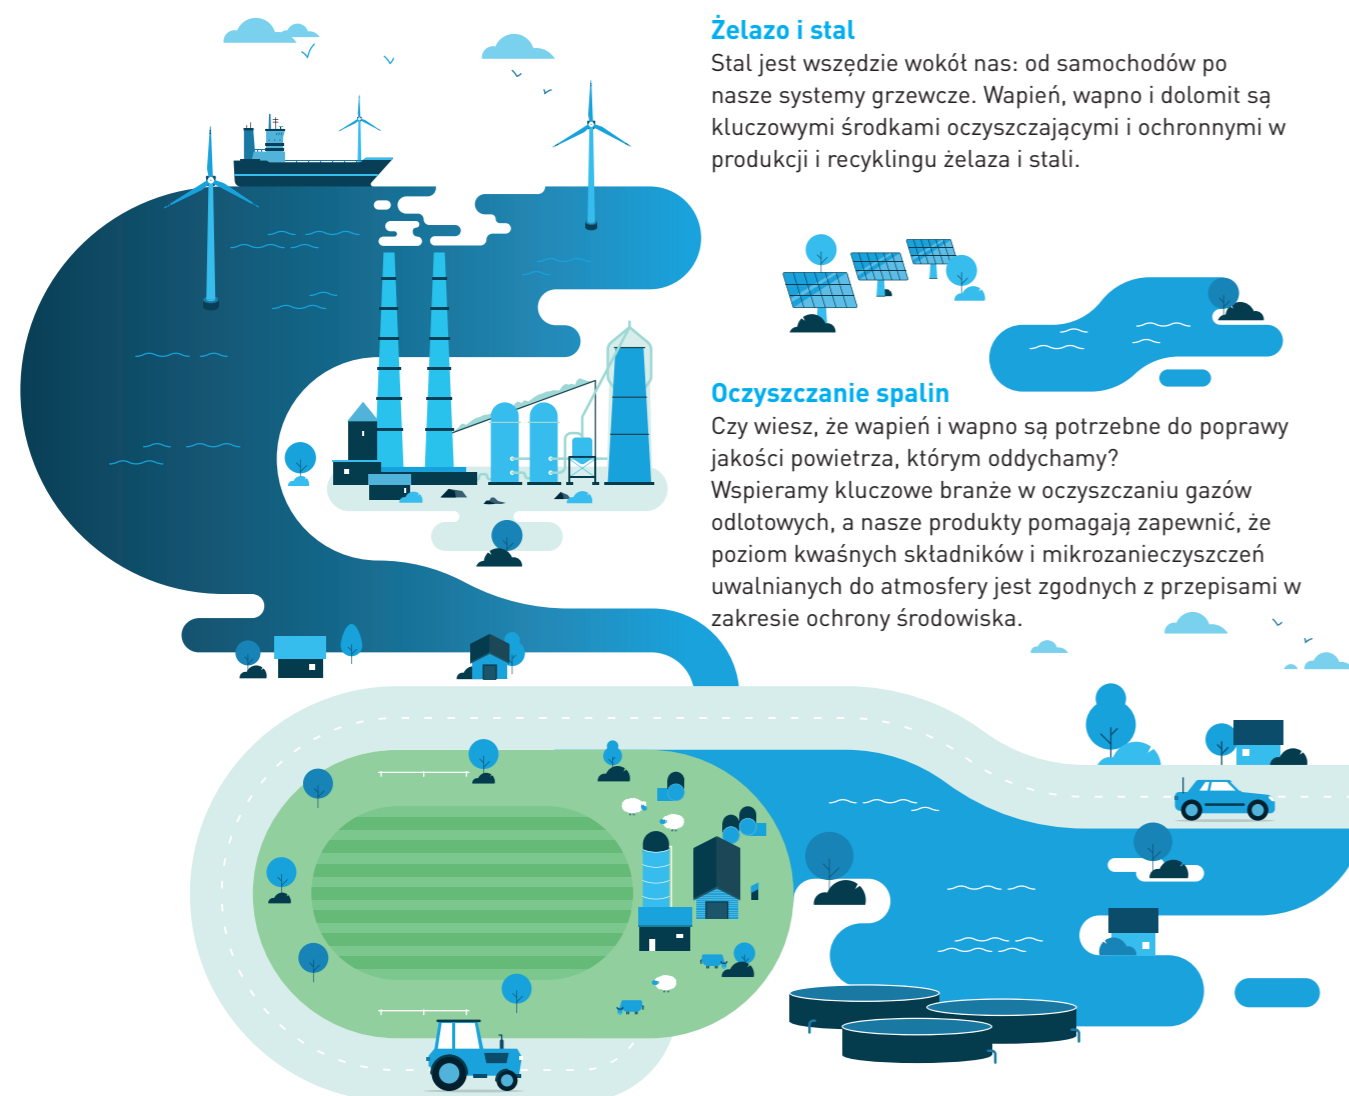 Żelazo i stal
Stal jest wszędzie wokół nas: od samochodów po
nasze systemy grzewcze. Wapień, wapno i dolomit są
kluczowymi środkami oczyszczającymi i ochronnymi w
produkcji i recyklingu żelaza i stali.
Oczyszczanie spalin
Czy wiesz, że wapień i wapno są potrzebne do poprawy
jakości powietrza, którym oddychamy?
Wspieramy kluczowe branże w oczyszczaniu gazów
odlotowych, a nasze produkty pomagają zapewnić, że
poziom kwaśnych składników i mikrozanieczyszczeń
uwalnianych do atmosfery jest zgodnych z przepisami w
zakresie ochrony środowiska.